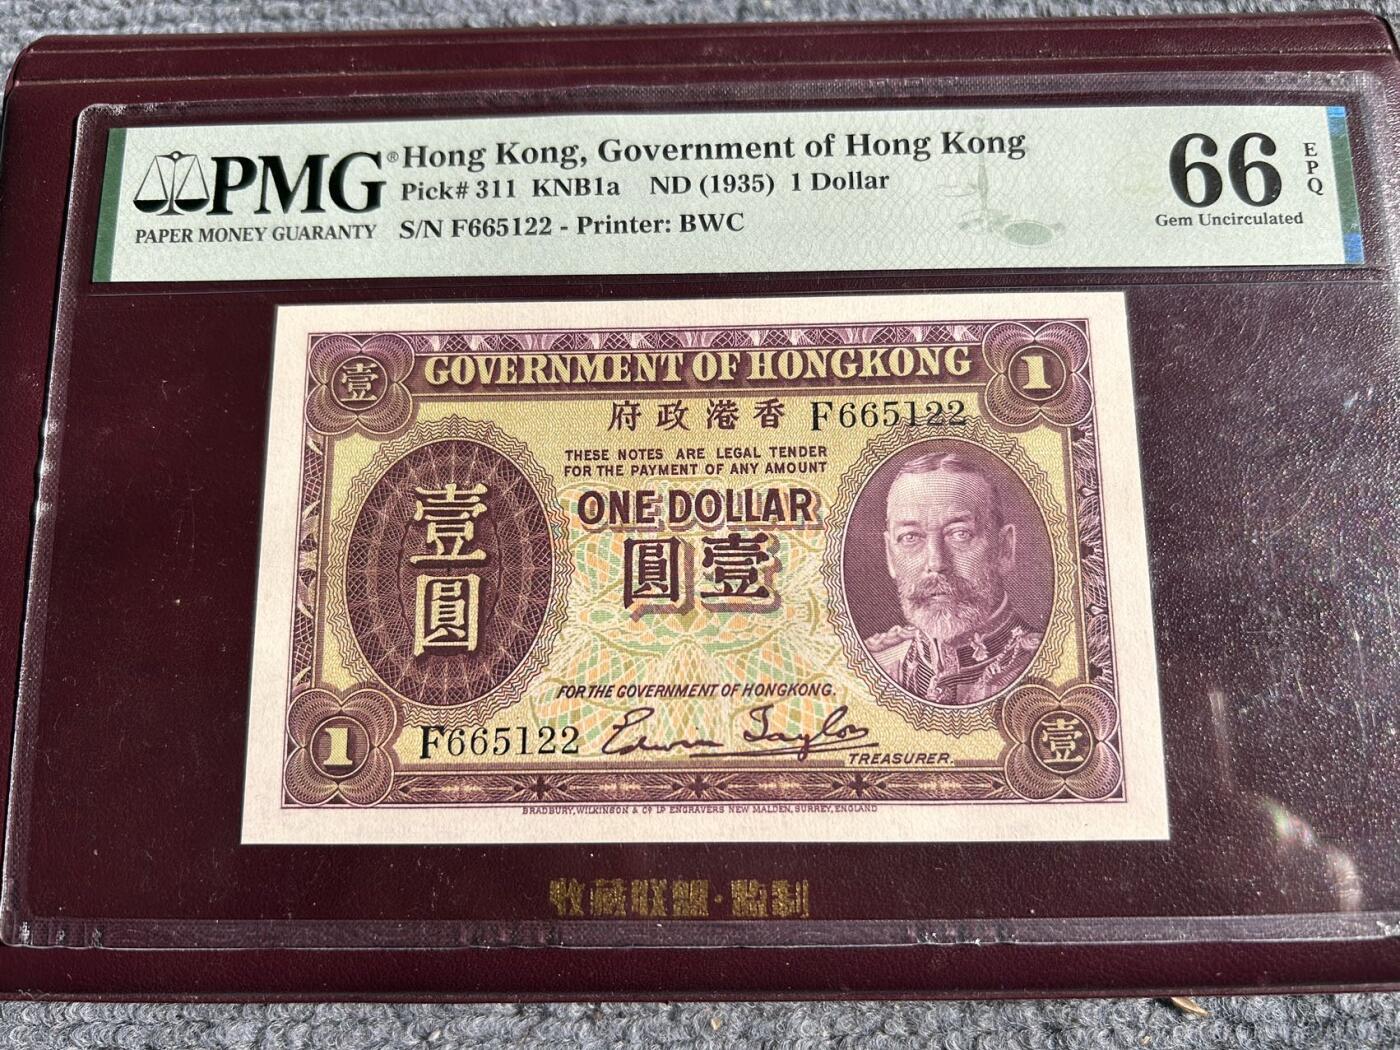 PMG® Hong Kong, Government of Hong Kong
Pick# 311 KNB1a ND (1935) 1 Dollar
PAPER MONEY GUARANTY S/N F665122 - Printer: BWC
66 EPQ
Gem Uncirculated
壹 GOVERNMENT OF HONGKONG 1
府政港香 F665122
THESE NOTES ARE LEGAL TENDER
FOR THE PAYMENT OF ANY AMOUNT
ONE DOLLAR
圓壹
壹圓
FOR THE GOVERNMENT OF HONGKONG.
1 F665122 Edwin Taylor 壹
TREASURER.
BRADBURY, WILKINSON & Cº Lᴰ ENGRAVERS NEW MALDEN, SURREY, ENGLAND
收藏联盟·监制